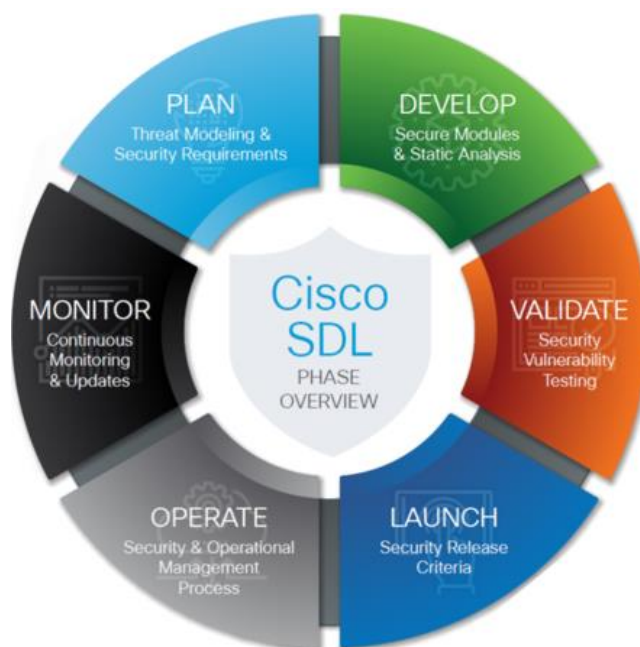 PLAN
Threat Modeling &
Security Requirements
DEVELOP
Secure Modules
& Static Analysis
VALIDATE
Security
Vulnerability
Testing
LAUNCH
Security Release
Criteria
OPERATE
Security & Operational
Management
Process
MONITOR
Continuous
Monitoring
& Updates
Cisco
SDL
PHASE
OVERVIEW